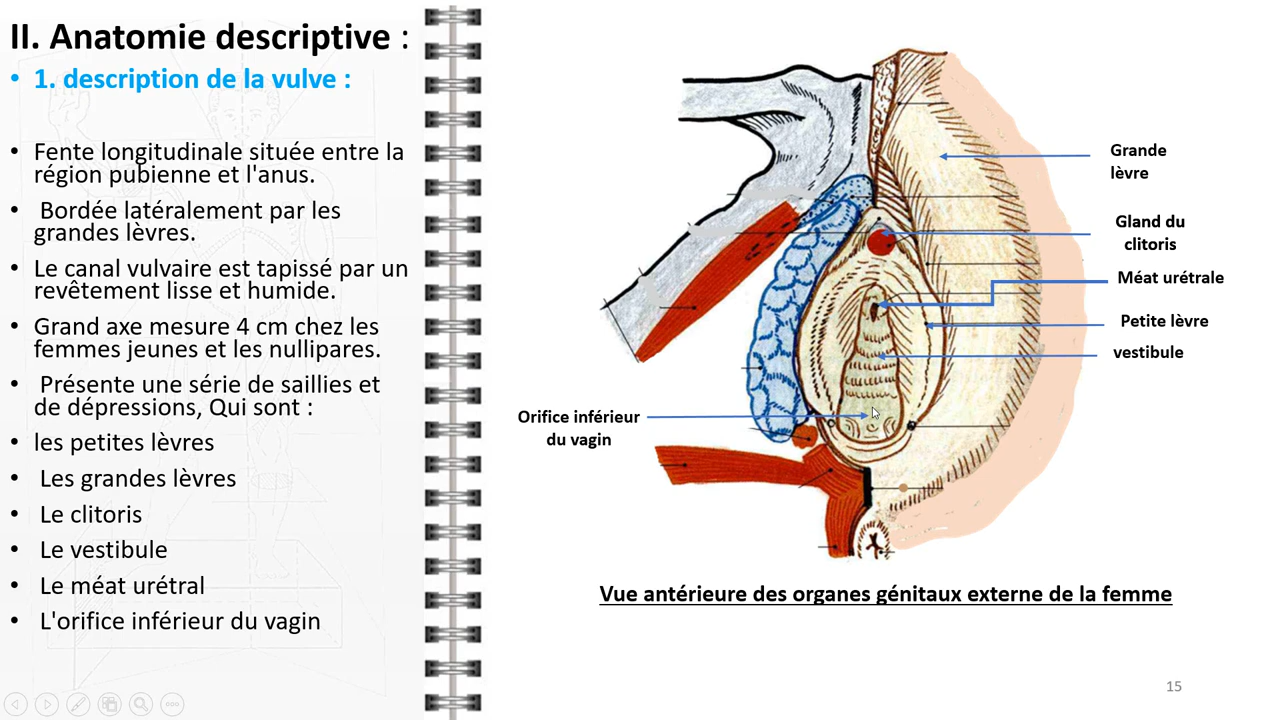 II. Anatomie descriptive :
• 1. description de la vulve :
• Fente longitudinale située entre la
région pubienne et l'anus.
• Bordée latéralement par les
grandes lèvres.
• Le canal vulvaire est tapissé par un
revêtement lisse et humide.
• Grand axe mesure 4 cm chez les
femmes jeunes et les nullipares.
• Présente une série de saillies et
de dépressions, Qui sont :
• les petites lèvres
• Les grandes lèvres
• Le clitoris
• Le vestibule
• Le méat urétral
• L'orifice inférieur du vagin
Grande
lèvre
Gland du
clitoris
Méat urétrale
Petite lèvre
vestibule
Orifice inférieur
du vagin
Vue antérieure des organes génitaux externe de la femme
15